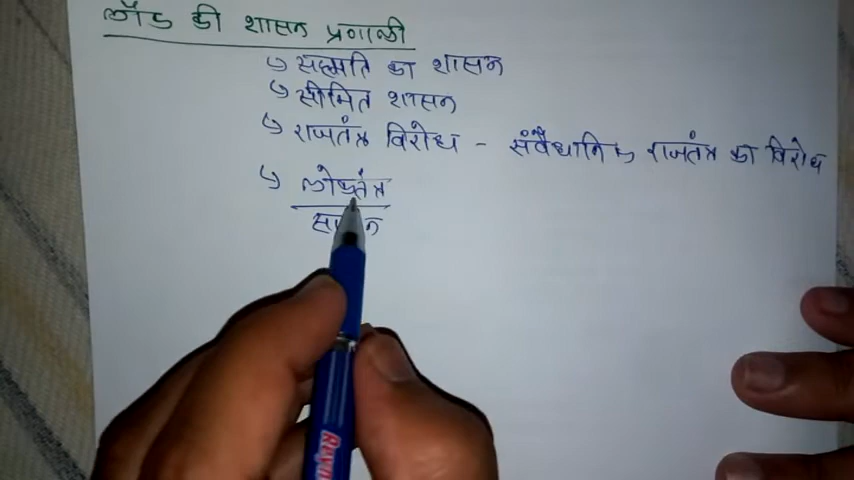 लॉक की शासन प्रणाली
सहमति का शासन
सीमित शासन
राजतंत्र विरोध - संवैधानिक राजतंत्र का विरोध
लोकतंत्र